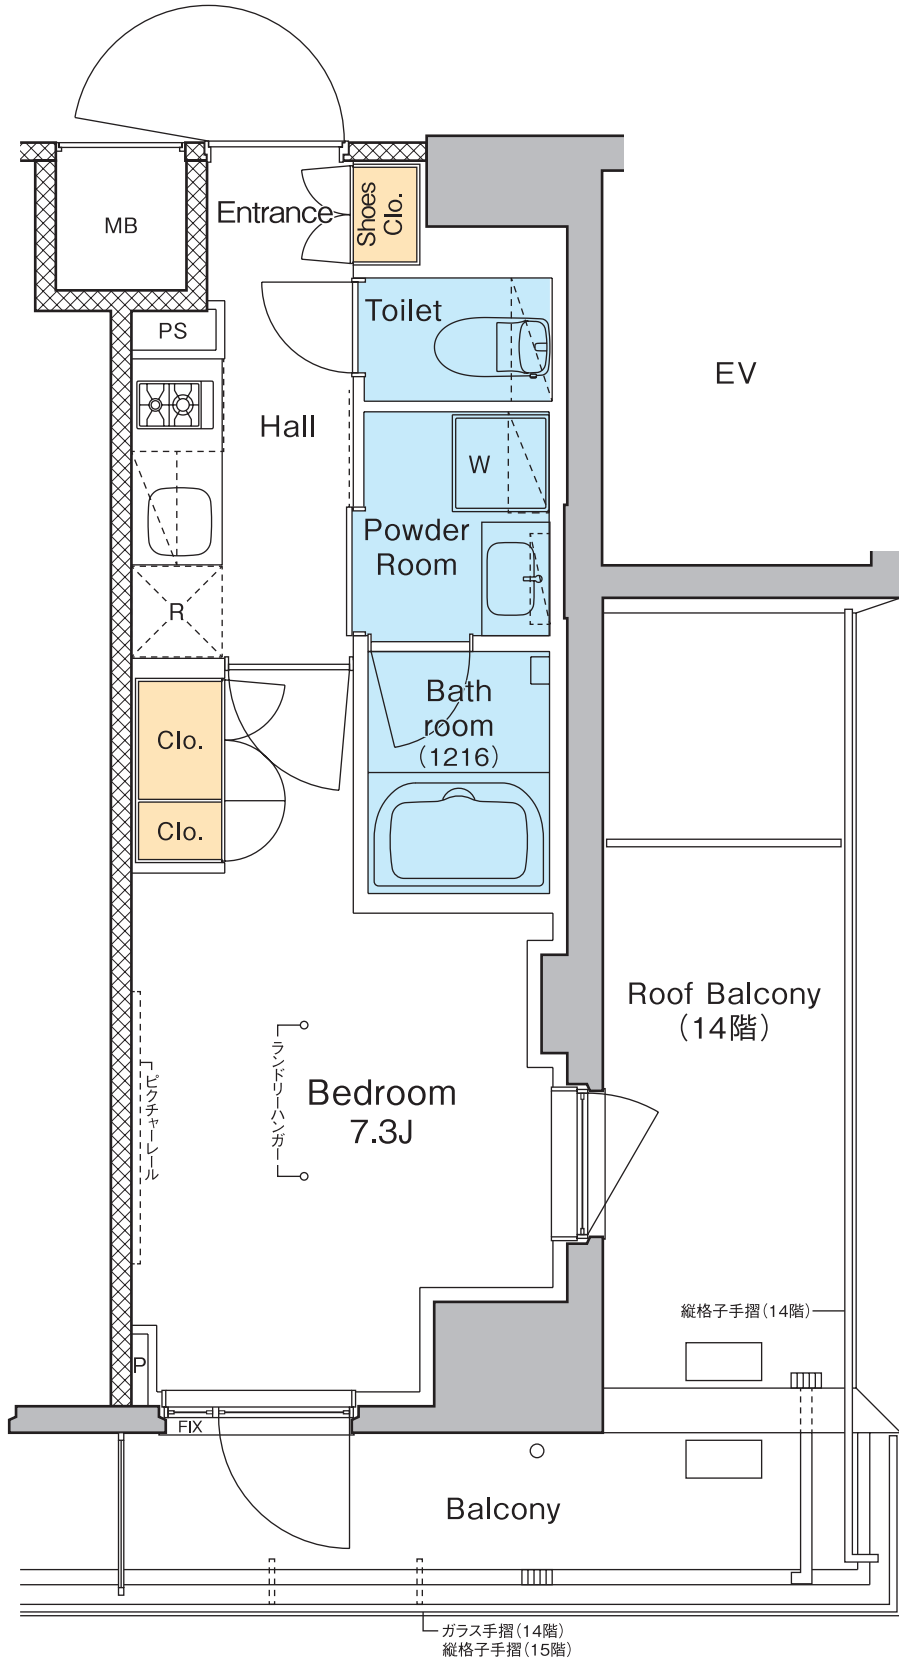 MB
Entrance
Shoes
Clo.
PS
Toilet
EV
Hall
W
Powder
Room
R
Bath
room
(1216)
Clo.
Clo.
Roof Balcony
(14階)
ランドリーハンガー
ピクチャーレール
Bedroom
7.3J
縦格子手摺(14階)
P
FIX
Balcony
ガラス手摺(14階)
縦格子手摺(15階)